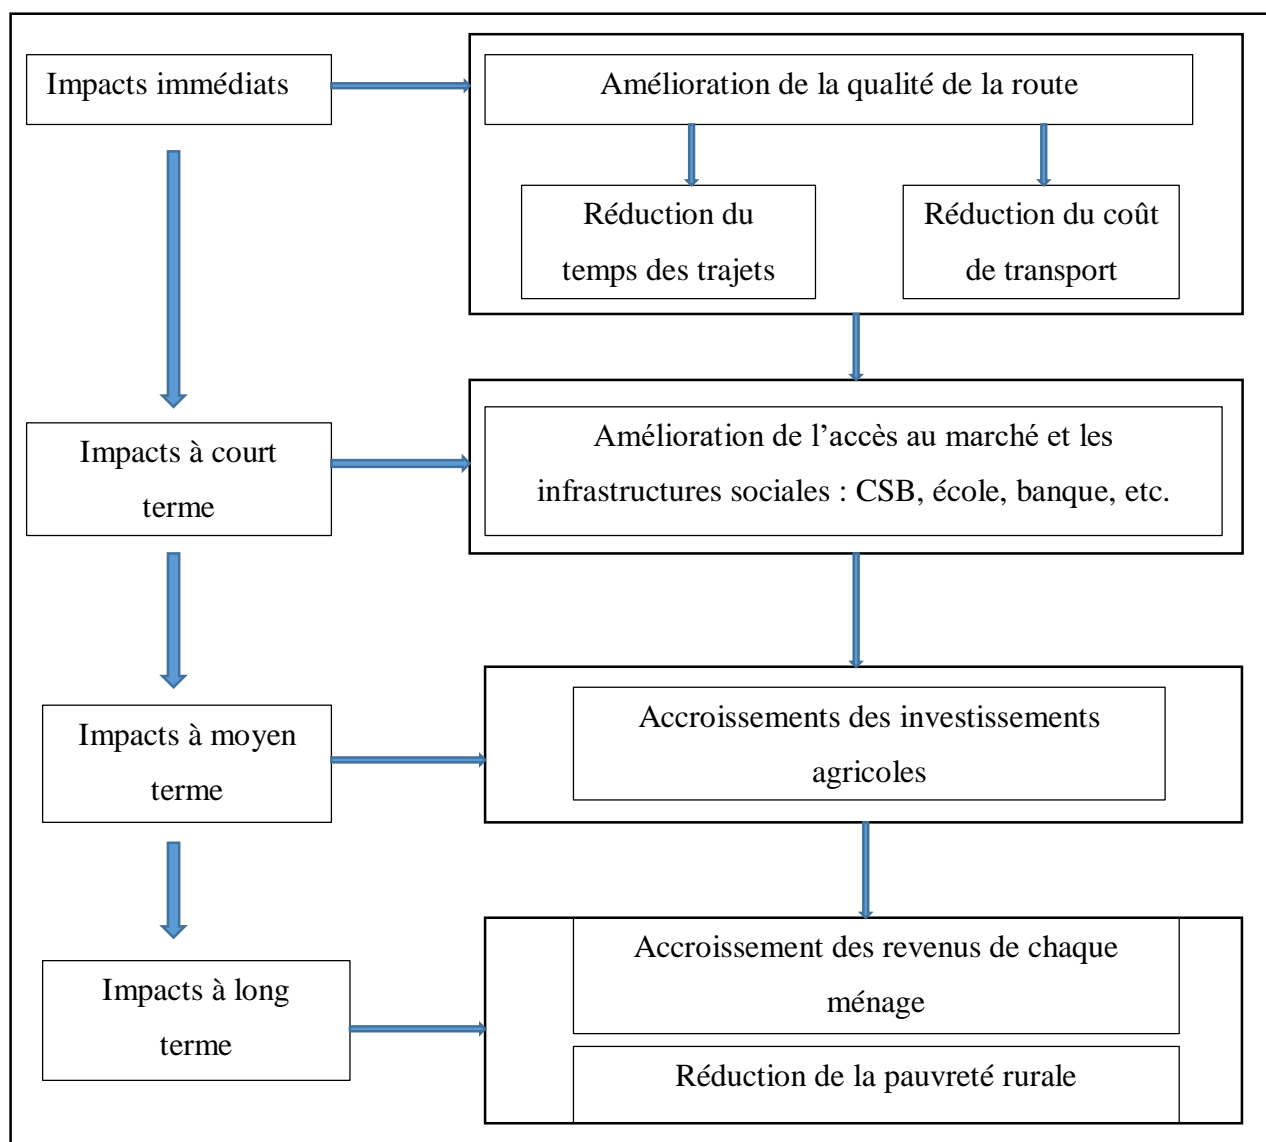 Impacts immédiats
Amélioration de la qualité de la route
Réduction du
temps des trajets
Réduction du coût
de transport
Impacts à court
terme
Amélioration de l’accès au marché et les
infrastructures sociales : CSB, école, banque, etc.
Impacts à moyen
terme
Accroissements des investissements
agricoles
Impacts à long
terme
Accroissement des revenus de chaque
ménage
Réduction de la pauvreté rurale